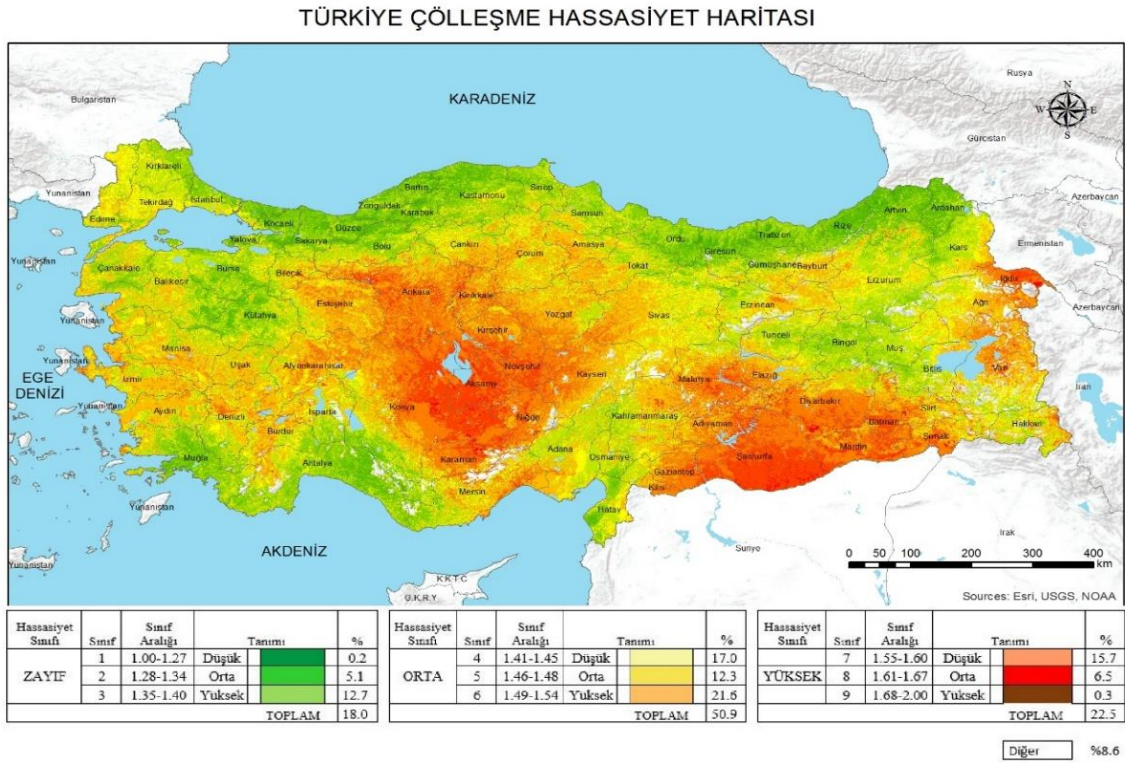 TÜRKİYE ÇÖLLEŞME HASSASİYET HARİTASI
Rusya
Bulgaristan
KARADENİZ
N
W E
S
Gürcistan
Kırklareli
Yunanistan
Tekirdağ
İstanbul
Edirne
Bartın
Kastamonu
Sinop
Zonguldak
Karabük
Samsun
Kocaeli
Düzce
Sakarya
Yalova
Bolu
Çankırı
Çorum
Amasya
Tokat
Ordu
Giresun
Trabzon
Rize
Artvin
Ardahan
Kars
Azerbaycan
Ermenistan
Gümüşhane
Bayburt
Erzurum
Iğdır
Ağrı
Azerbaycan
Yunanistan
Çanakkale
Balıkesir
Bursa
Bilecik
Eskişehir
Ankara
Kırıkkale
Kırşehir
Yozgat
Sivas
Erzincan
Tunceli
Bingöl
Muş
Bitlis
Van
İran
Yunanistan
Kütahya
Manisa
Uşak
Afyonkarahisar
Yunanistan
EGE
DENİZİ
İzmir
Aksaray
Nevşehir
Kayseri
Malatya
Elazığ
Diyarbakır
Batman
Siirt
Şırnak
Hakkari
Yunanistan
Aydın
Denizli
Isparta
Burdur
Konya
Niğde
Karaman
Kahramanmaraş
Adıyaman
Mardin
Şanlıurfa
Gaziantep
Kilis
Adana
Osmaniye
Mersin
Hatay
Muğla
Antalya
Yunanistan
AKDENİZ
Yunanistan
K.K.T.C
G.K.R.Y.
Suriye
Irak
0 50 100 200 300 400
km
Sources: Esri, USGS, NOAA
Hassasiyet Sınıfı Sınıf Sınıf Aralığı Tanımı %
ZAYIF
1 1.00-1.27 Düşük 0.2
2 1.28-1.34 Orta 5.1
3 1.35-1.40 Yüksek 12.7
TOPLAM 18.0
Hassasiyet Sınıfı Sınıf Sınıf Aralığı Tanımı %
ORTA
4 1.41-1.45 Düşük 17.0
5 1.46-1.48 Orta 12.3
6 1.49-1.54 Yüksek 21.6
TOPLAM 50.9
Hassasiyet Sınıfı Sınıf Sınıf Aralığı Tanımı %
YÜKSEK
7 1.55-1.60 Düşük 15.7
8 1.61-1.67 Orta 6.5
9 1.68-2.00 Yüksek 0.3
TOPLAM 22.5
Diğer %8.6